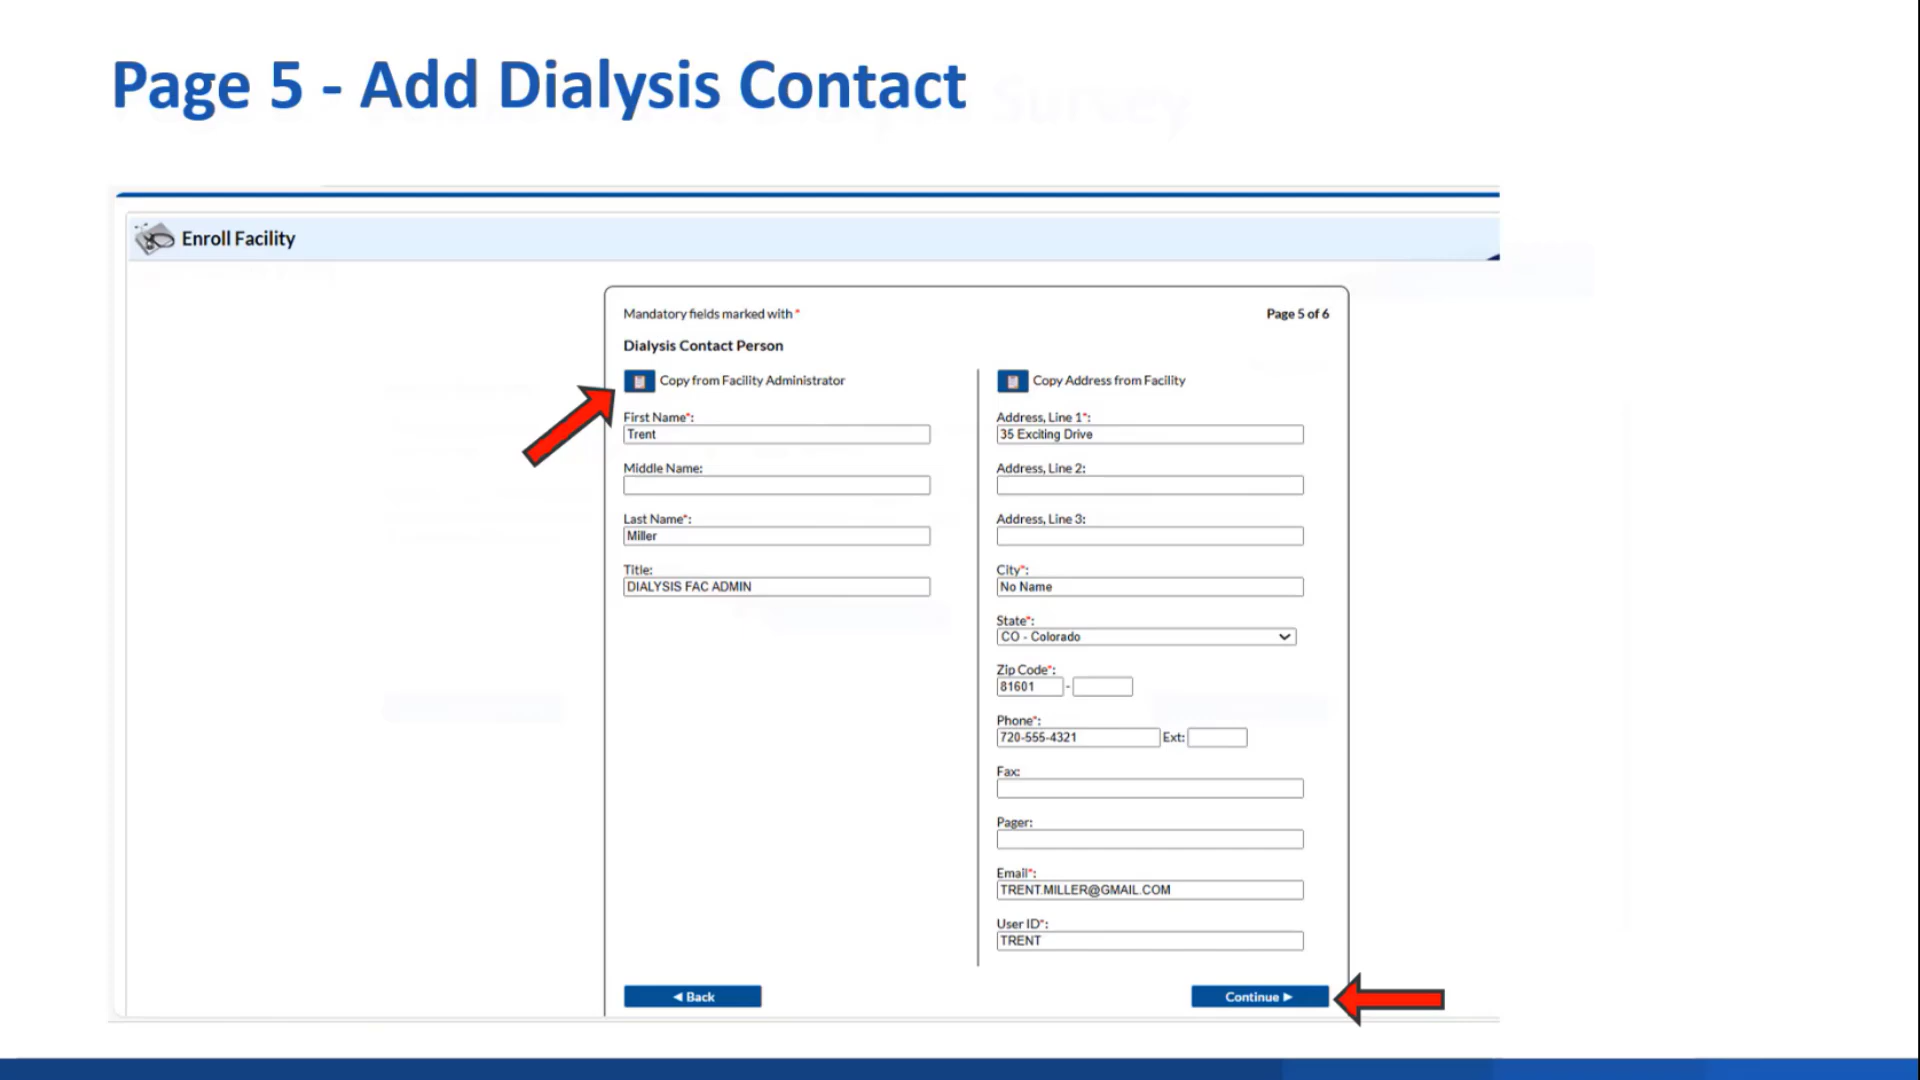 Page 5 - Add Dialysis Contact
Survey
Enroll Facility
Mandatory fields marked with *
Page 5 of 6
Dialysis Contact Person
Copy from Facility Administrator
First Name*:
Trent
Middle Name:
Last Name*:
Miller
Title:
DIALYSIS FAC ADMIN
Copy Address from Facility
Address, Line 1*:
35 Exciting Drive
Address, Line 2:
Address, Line 3:
City*:
No Name
State*:
CO - Colorado
Zip Code*:
81601 -
Phone*:
720-555-4321 Ext:
Fax:
Pager:
Email*:
TRENT.MILLER@GMAIL.COM
User ID*:
TRENT
◄ Back
Continue ►